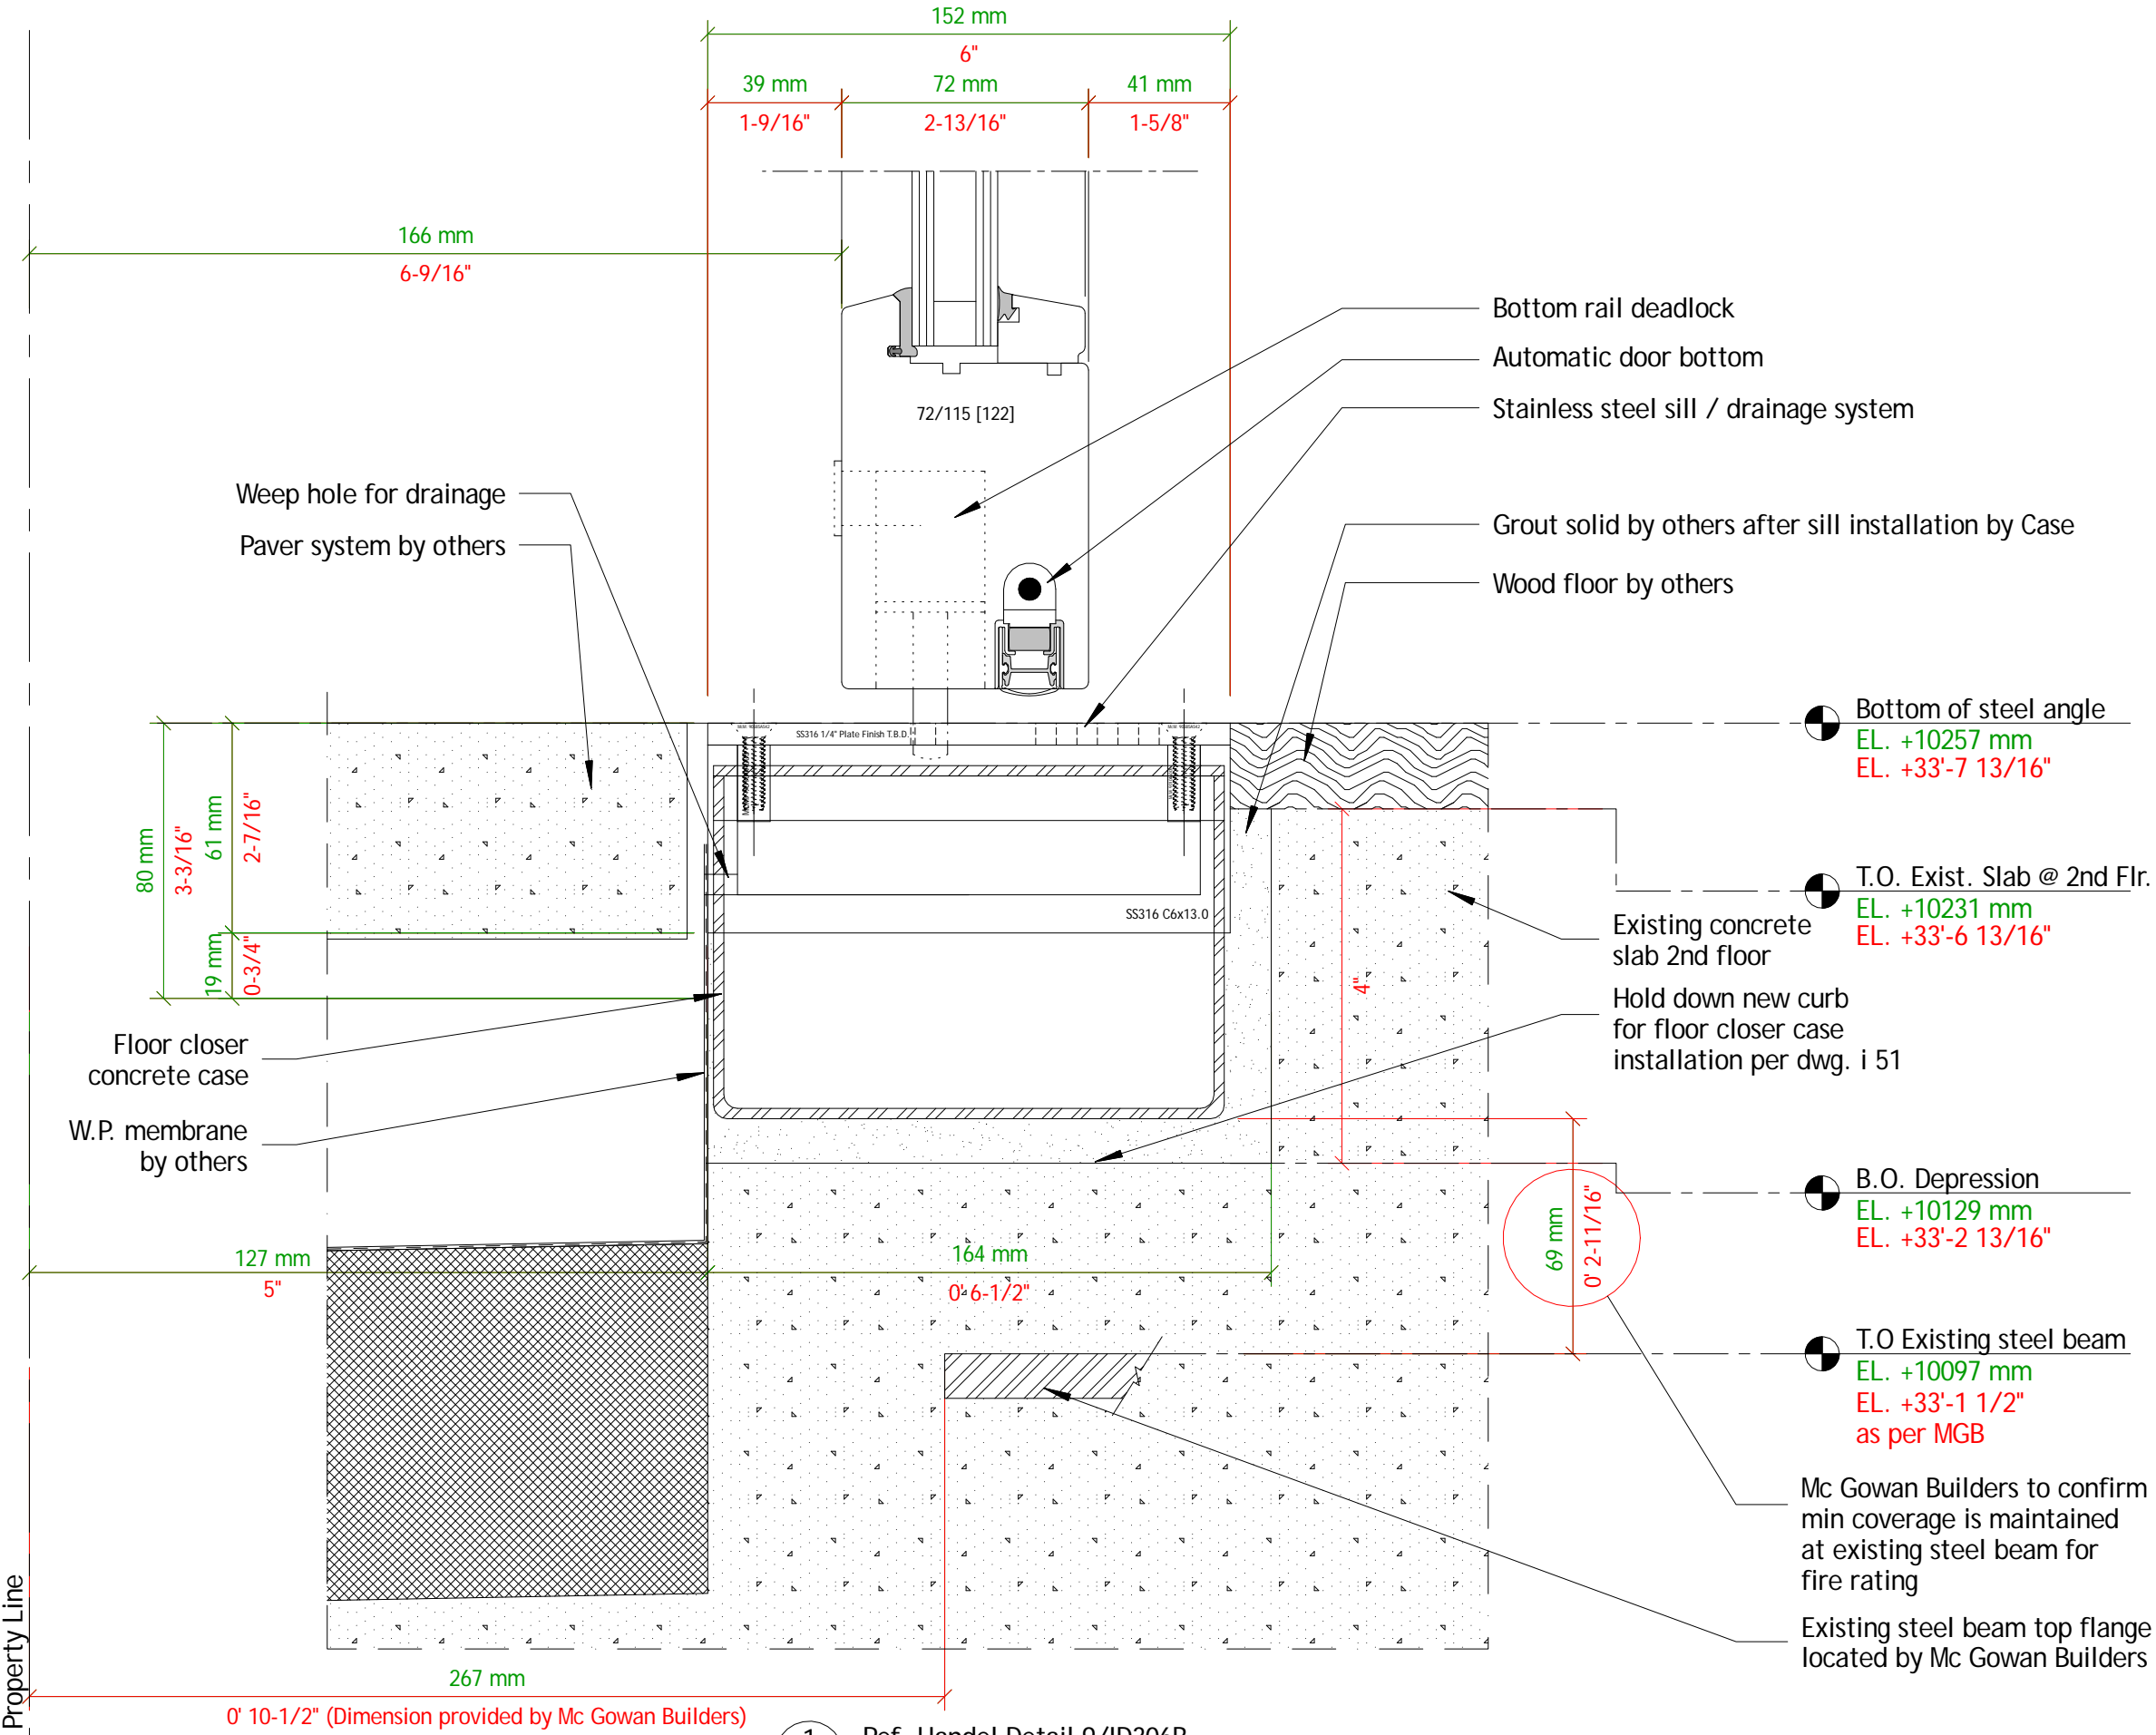 152 mm
6"
39 mm
72 mm
41 mm
1-9/16"
2-13/16"
1-5/8"
166 mm
6-9/16"
Bottom rail deadlock
Automatic door bottom
72/115 [122]
Stainless steel sill / drainage system
Weep hole for drainage
Paver system by others
Grout solid by others after sill installation by Case
Wood floor by others
Bottom of steel angle
EL. +10257 mm
EL. +33'-7 13/16"
SS316 1/4" Plate Finish T.B.D.
80 mm
3-3/16"
61 mm
2-7/16"
19 mm
0-3/4"
T.O. Exist. Slab @ 2nd Flr.
EL. +10231 mm
EL. +33'-6 13/16"
SS316 C6x13.0
Existing concrete
slab 2nd floor
4"
Hold down new curb
for floor closer case
installation per dwg. i 51
Floor closer
concrete case
W.P. membrane
by others
B.O. Depression
EL. +10129 mm
EL. +33'-2 13/16"
69 mm
0' 2-11/16"
127 mm
5"
164 mm
0' 6-1/2"
T.O Existing steel beam
EL. +10097 mm
EL. +33'-1 1/2"
as per MGB
Mc Gowan Builders to confirm
min coverage is maintained
at existing steel beam for
fire rating
Existing steel beam top flange
located by Mc Gowan Builders
Property Line
267 mm
0' 10-1/2" (Dimension provided by Mc Gowan Builders)